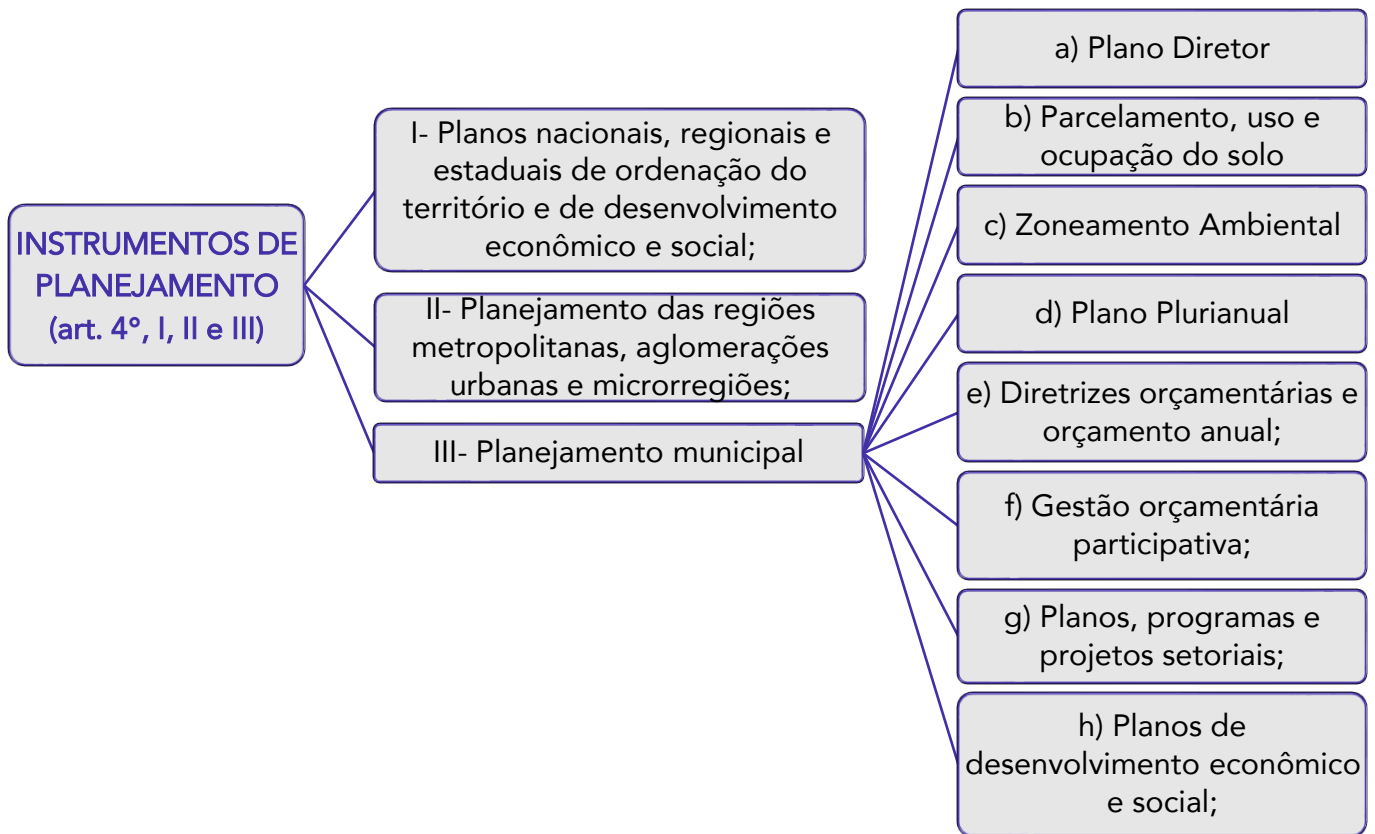 INSTRUMENTOS DE
PLANEJAMENTO
(art. 4°, I, II e III)
I- Planos nacionais, regionais e
estaduais de ordenação do
território e de desenvolvimento
econômico e social;
II- Planejamento das regiões
metropolitanas, aglomerações
urbanas e microrregiões;
III- Planejamento municipal
a) Plano Diretor
b) Parcelamento, uso e
ocupação do solo
c) Zoneamento Ambiental
d) Plano Plurianual
e) Diretrizes orçamentárias e
orçamento anual;
f) Gestão orçamentária
participativa;
g) Planos, programas e
projetos setoriais;
h) Planos de
desenvolvimento econômico
e social;